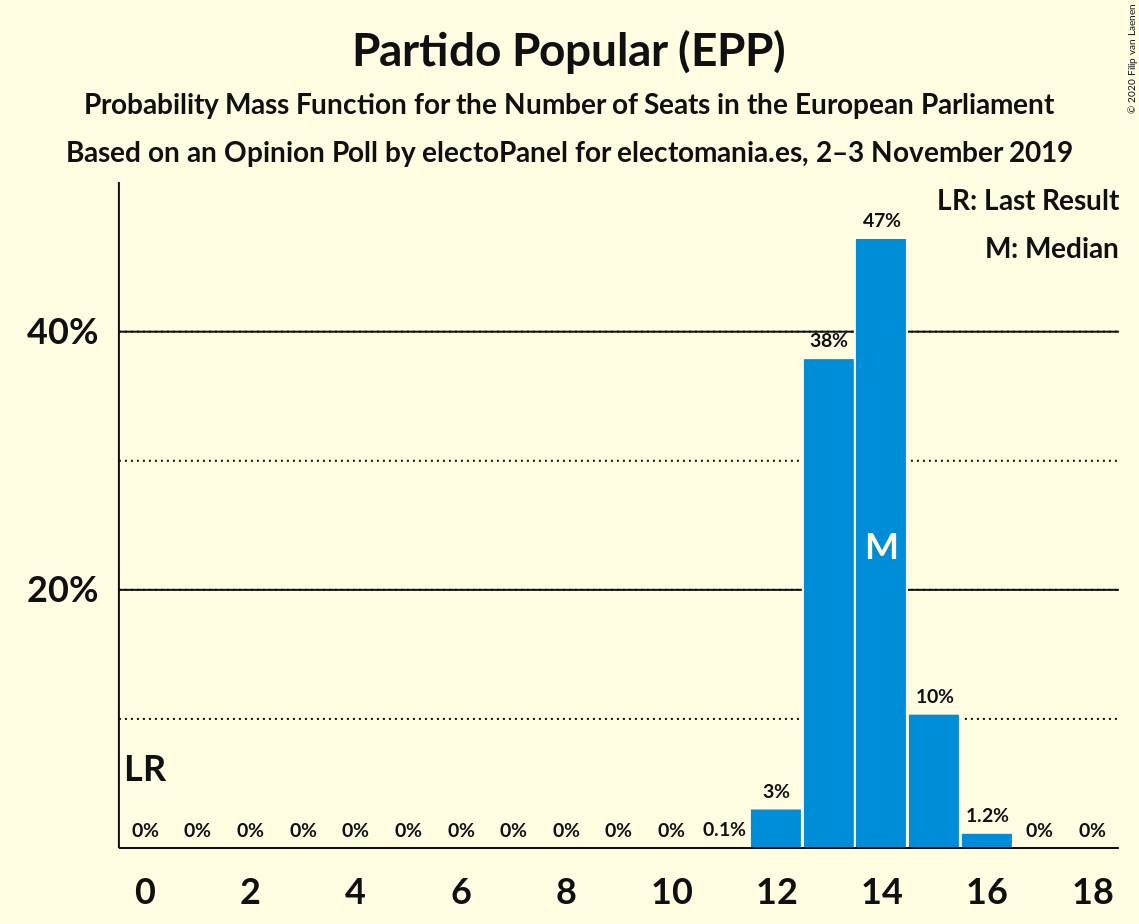 Partido Popular (EPP)
Probability Mass Function for the Number of Seats in the European Parliament
Based on an Opinion Poll by electoPanel for electomania.es, 2–3 November 2019
© 2020 Filip van Laenen
LR: Last Result
M: Median
47%
40%
38%
M
20%
10%
LR
3%
0% 0% 0% 0% 0% 0% 0% 0% 0% 0% 0% 0.1% 1.2% 0% 0%
0 2 4 6 8 10 12 14 16 18